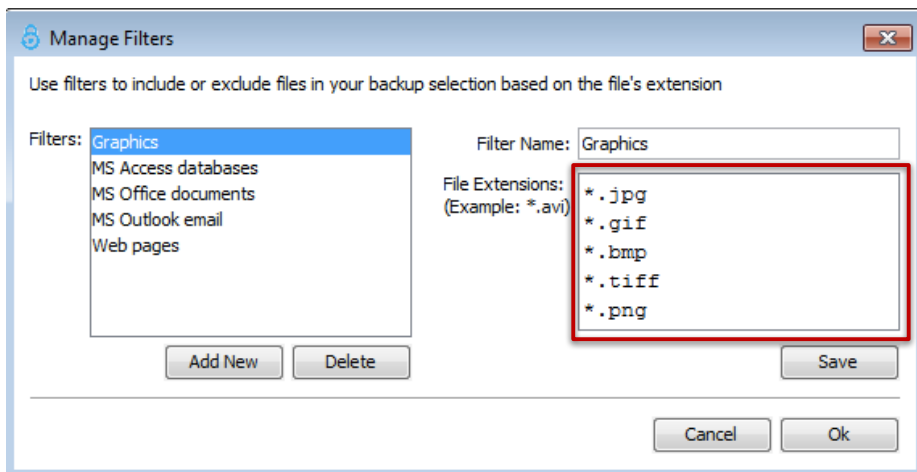 Manage Filters
Use filters to include or exclude files in your backup selection based on the file's extension
Filters:
Graphics
MS Access databases
MS Office documents
MS Outlook email
Web pages
Add New
Delete
Filter Name: Graphics
File Extensions:
(Example: *.avi)
*.jpg
*.gif
*.bmp
*.tiff
*.png
Save
Cancel
Ok